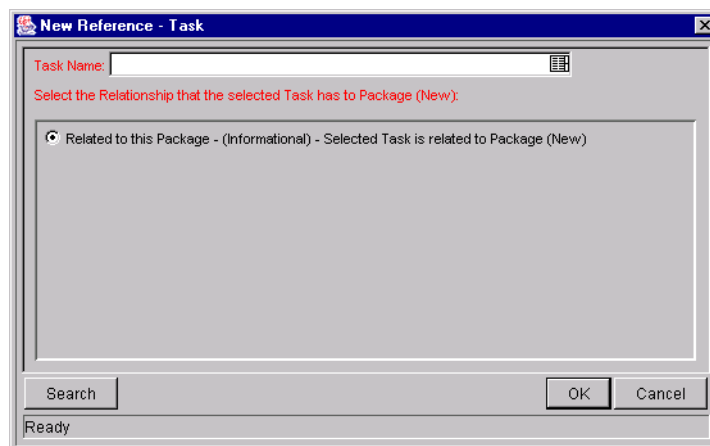 New Reference - Task
Task Name:
Select the Relationship that the selected Task has to Package (New):
Related to this Package - (Informational) - Selected Task is related to Package (New)
Search
OK
Cancel
Ready